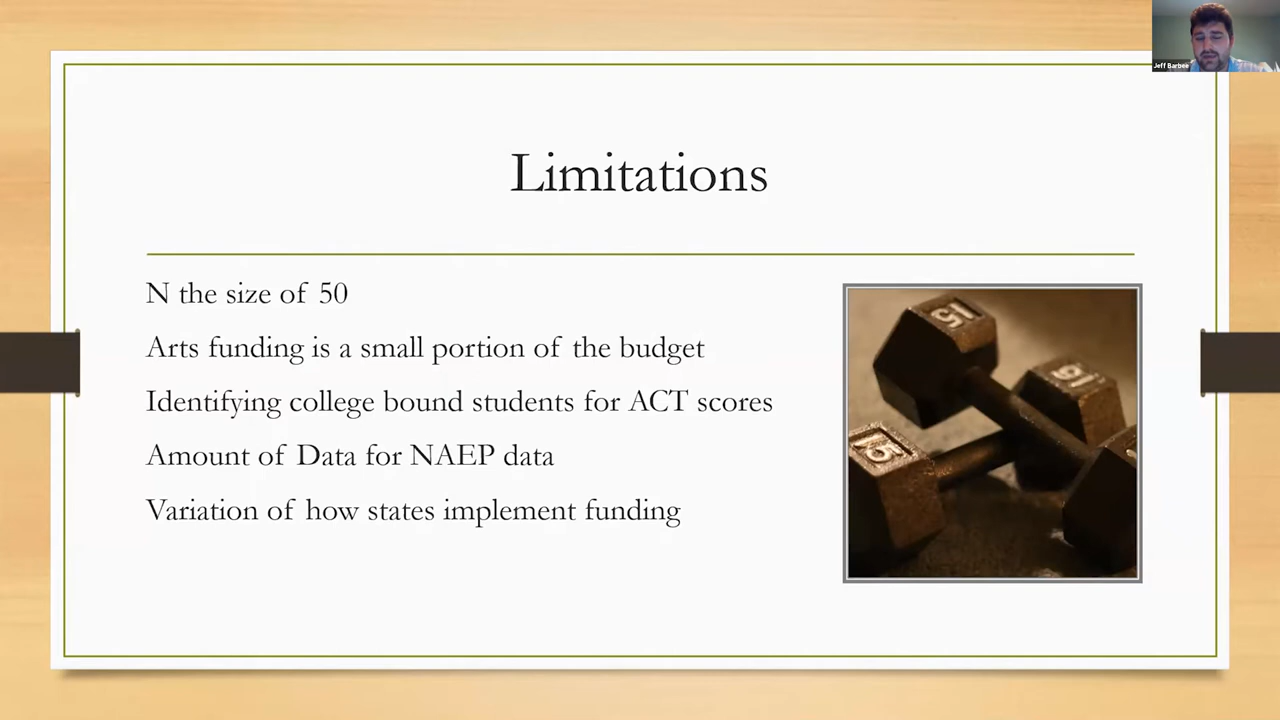 Jeff Barbee
Limitations
N the size of 50
Arts funding is a small portion of the budget
Identifying college bound students for ACT scores
Amount of Data for NAEP data
Variation of how states implement funding
15
15
15